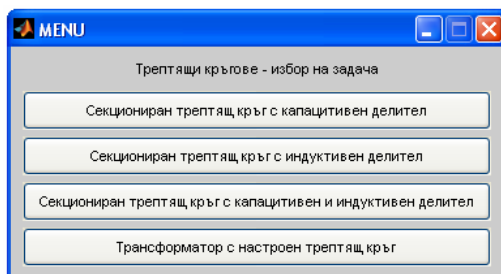 MENU
Трептящи кръгове - избор на задача
Секциониран трептящ кръг с капацитивен делител
Секциониран трептящ кръг с индуктивен делител
Секциониран трептящ кръг с капацитивен и индуктивен делител
Трансформатор с настроен трептящ кръг